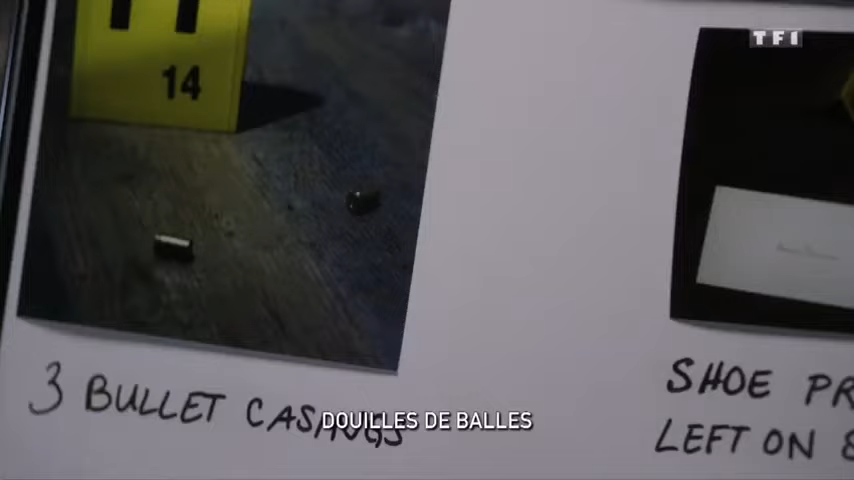 TF1
14
3 BULLET CASINGS
DOUILLES DE BALLES
SHOE PR
LEFT ON